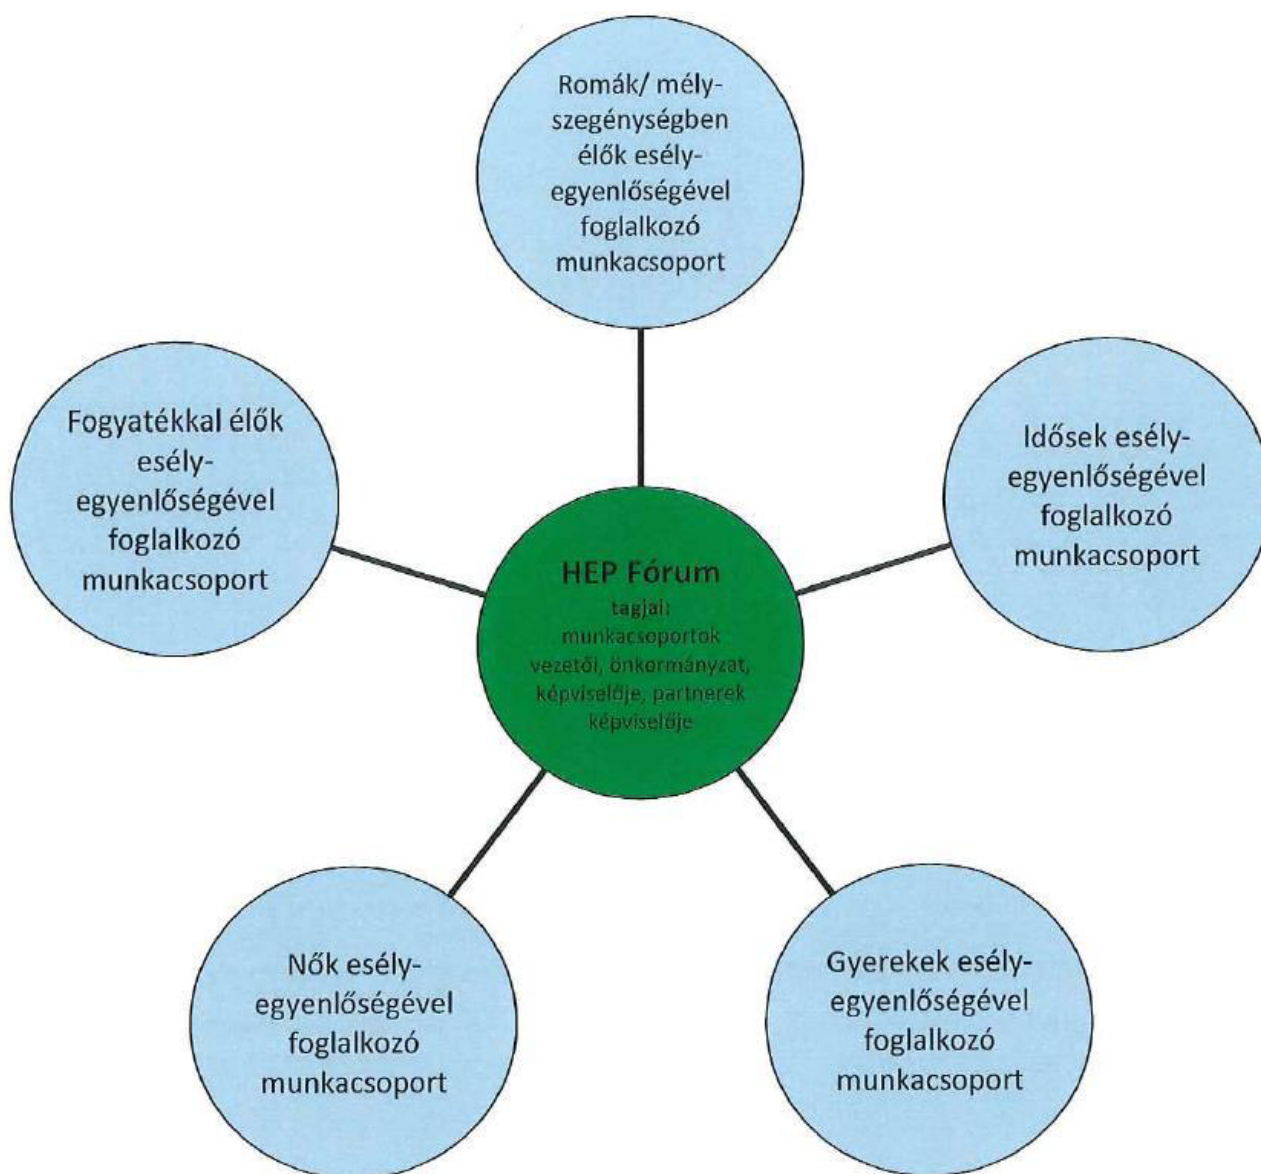 Romák/ mély-
szegénységben
élők esély-
egyenlőségével
foglalkozó
munkacsoport
Fogyatékkal élők
esély-
egyenlőségével
foglalkozó
munkacsoport
Idősek esély-
egyenlőségével
foglalkozó
munkacsoport
HEP Fórum
tagjai:
munkacsoportok
vezetői, önkormányzat,
képviselője, partnerek
képviselője
Nők esély-
egyenlőségével
foglalkozó
munkacsoport
Gyerekek esély-
egyenlőségével
foglalkozó
munkacsoport